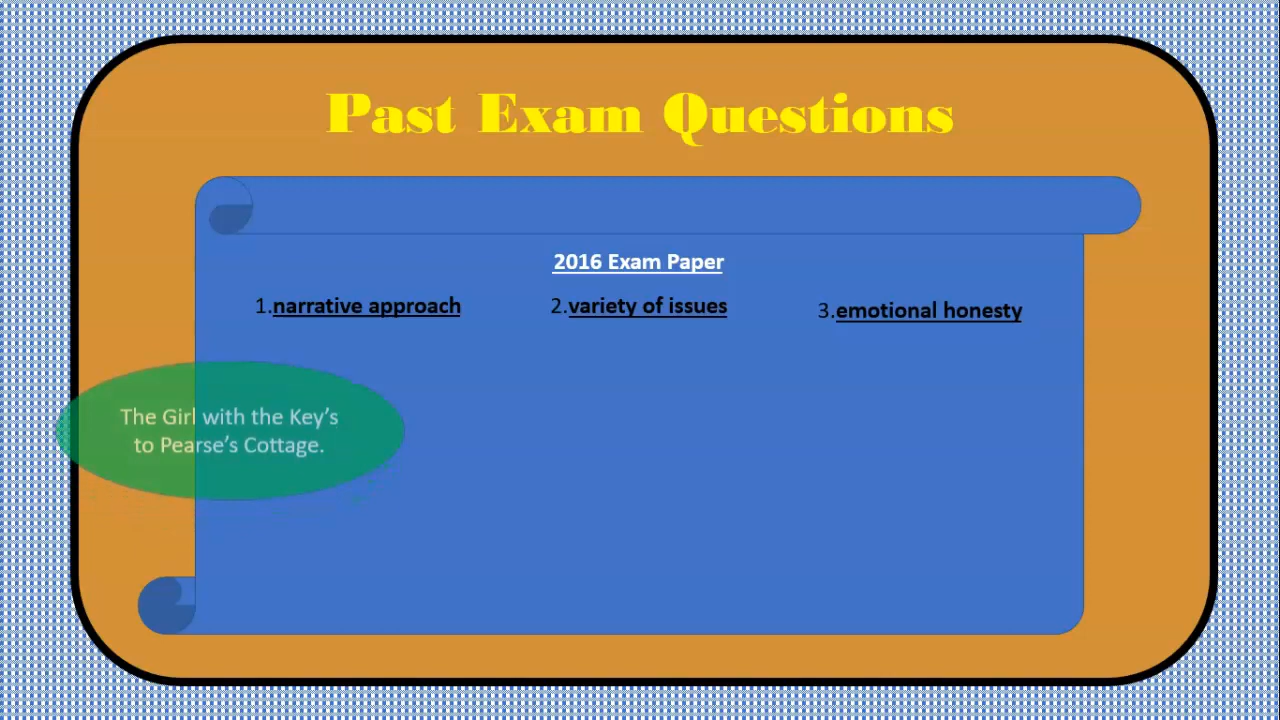 Past Exam Questions
2016 Exam Paper
1.narrative approach
2.variety of issues
3.emotional honesty
The Girl with the Key’s
to Pearse’s Cottage.